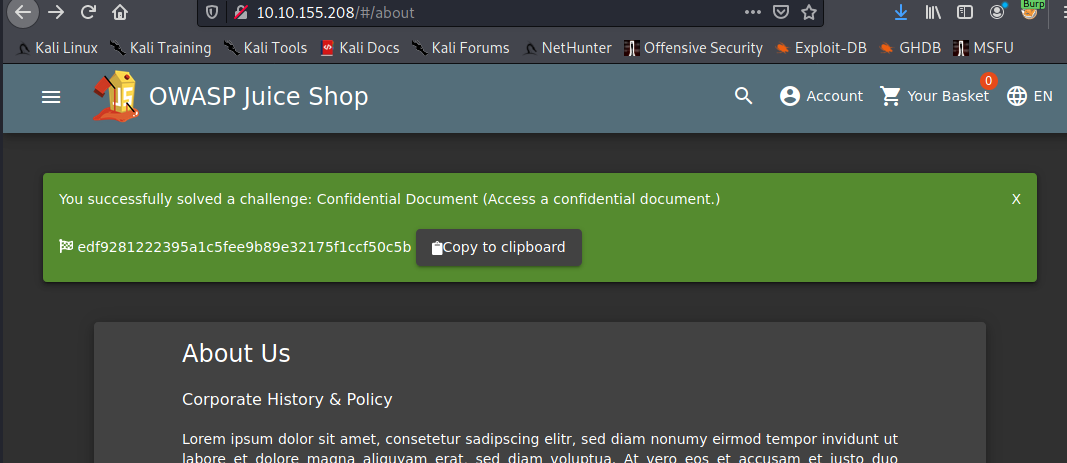 Burp
10.10.155.208/#/about
Kali Linux Kali Training Kali Tools Kali Docs Kali Forums NetHunter Offensive Security Exploit-DB GHDB MSFU
OWASP Juice Shop Account Your Basket 0 EN
You successfully solved a challenge: Confidential Document (Access a confidential document.) X
edf9281222395a1c5fee9b89e32175f1ccf50c5b Copy to clipboard
About Us
Corporate History & Policy
Lorem ipsum dolor sit amet, consetetur sadipscing elitr, sed diam nonumy eirmod tempor invidunt ut
labore et dolore magna aliquyam erat, sed diam voluptua. At vero eos et accusam et justo duo